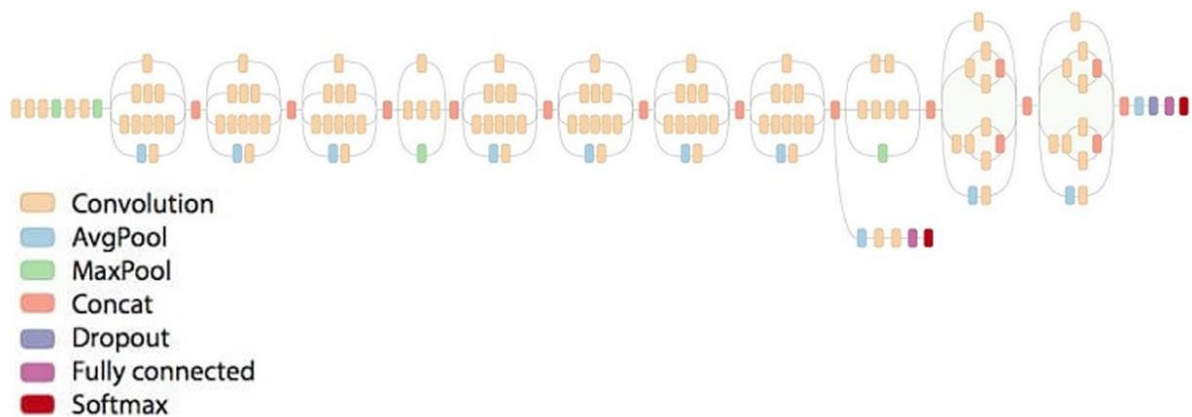 Convolution
AvgPool
MaxPool
Concat
Dropout
Fully connected
Softmax